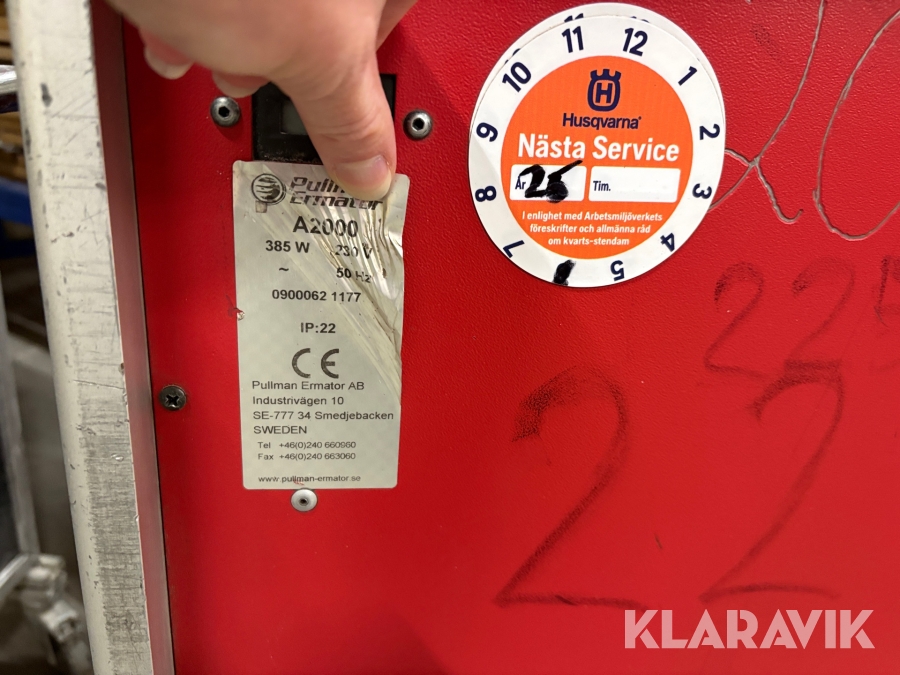 Pullman
Ermator
A2000
385 W 230 V
~ 50 Hz
0900062 1177
IP:22
CE
Pullman Ermator AB
Industrivägen 10
SE-777 34 Smedjebacken
SWEDEN
Tel +46(0)240 660960
Fax +46(0)240 663060
www.pullman-ermator.se
11
11 12 1 2 3 4 5 7 8 9 10
H
Husqvarna
Nästa Service
År 25 Tim.
I enlighet med Arbetsmiljöverkets
föreskrifter och allmänna råd
om kvarts-stendam
22
KLARAVIK